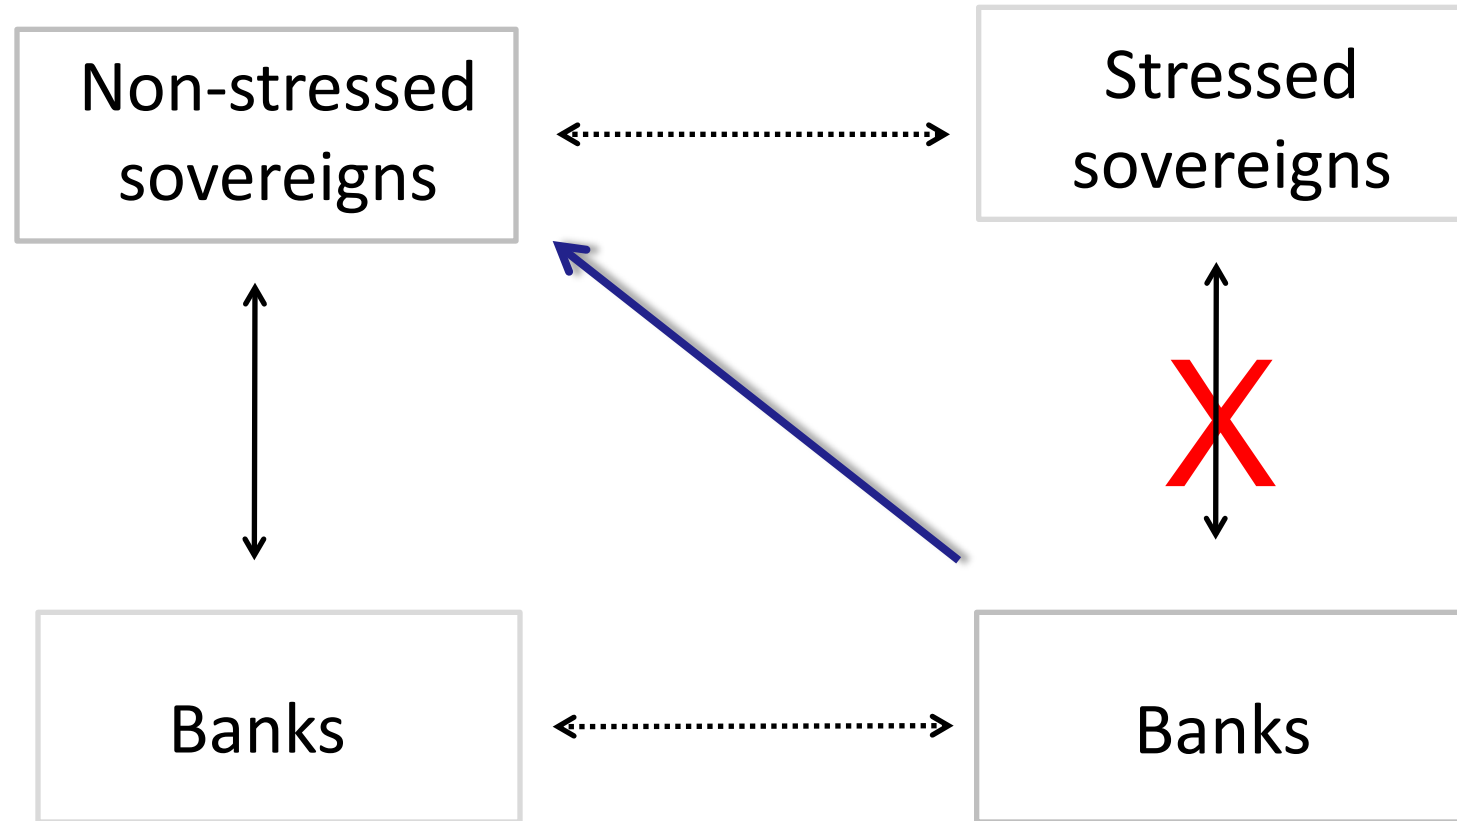 Non-stressed
sovereigns
Stressed
sovereigns
X
Banks
Banks